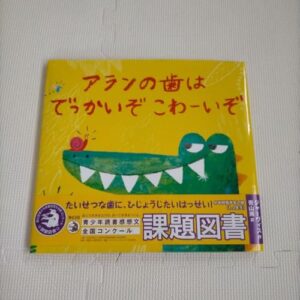 アランの歯は
でっかいぞ こわーいぞ
たいせつな歯に、ひじょうじたいはっせい!
青少年読書感想文
全国コンクール
課題図書